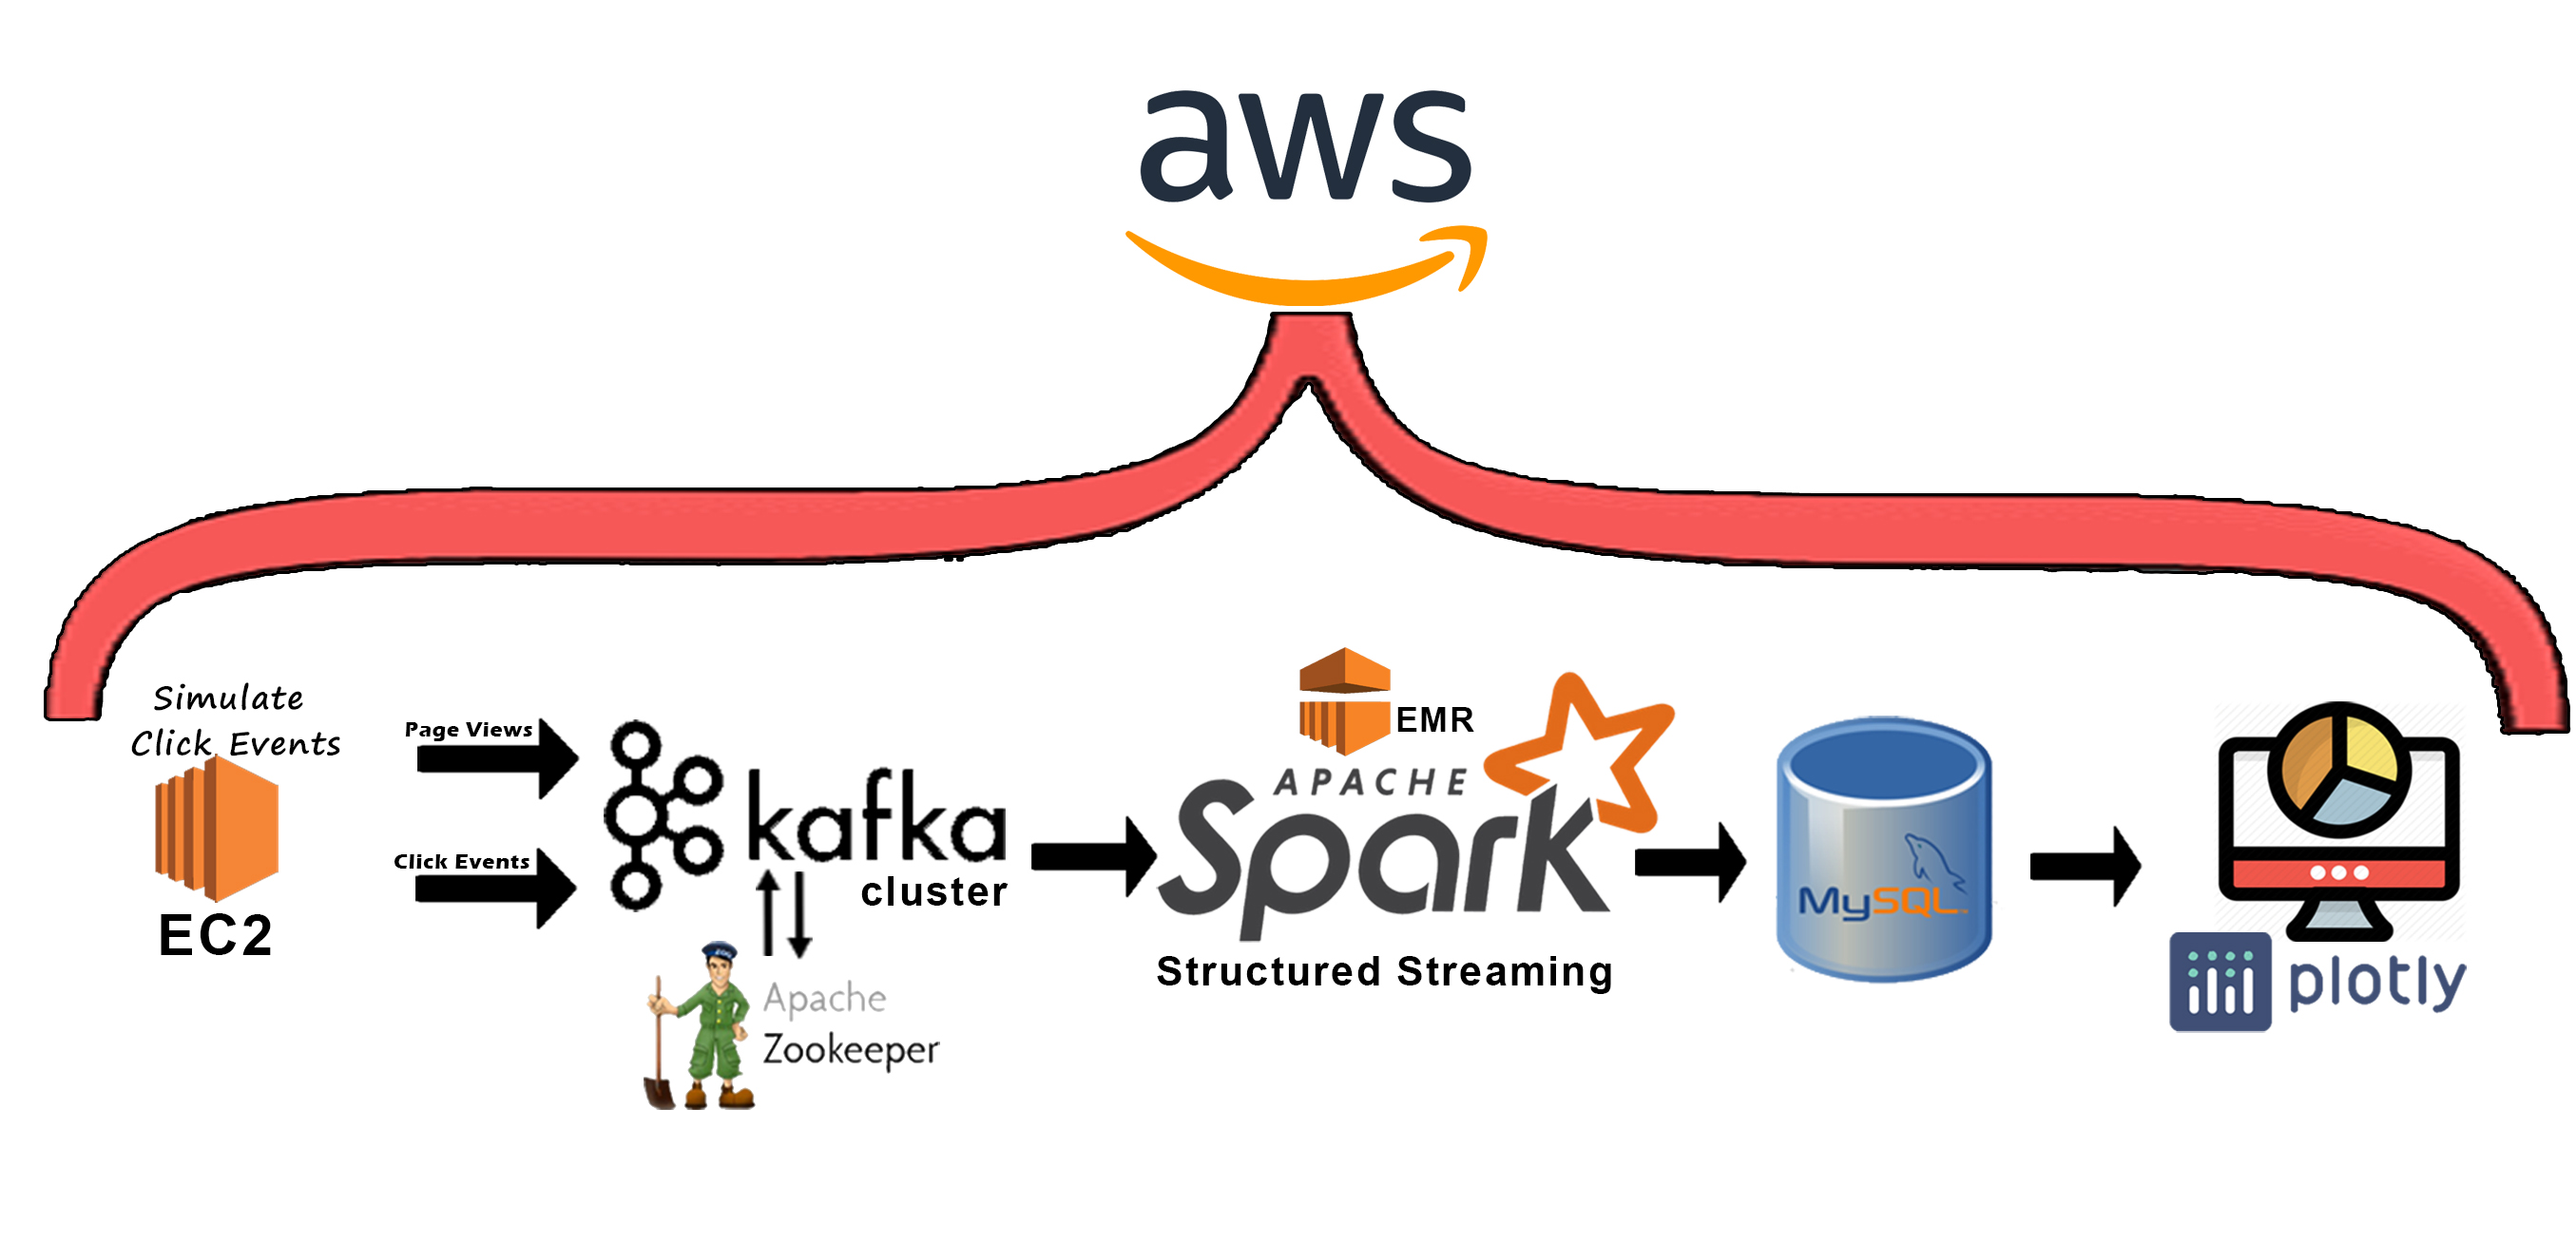 aws
Simulate
Click Events
EC2
Page Views
Click Events
kafka
cluster
Apache
Zookeeper
EMR
APACHE
Spark
Structured Streaming
MySQL
plotly